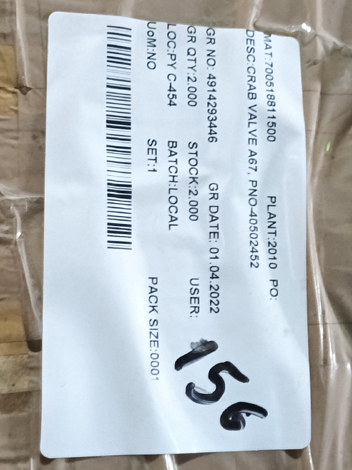 MAT:700518811500 PLANT:2010 PO:
DESC:CRAB VALVE A67, PNO-40502452
GR NO: 4914293446 GR DATE: 01.04.2022
GR QTY:2.000 STOCK:2.000 USER:
LOC:PY C-454 BATCH:LOCAL
UoM:NO SET:1 PACK SIZE:0001
156